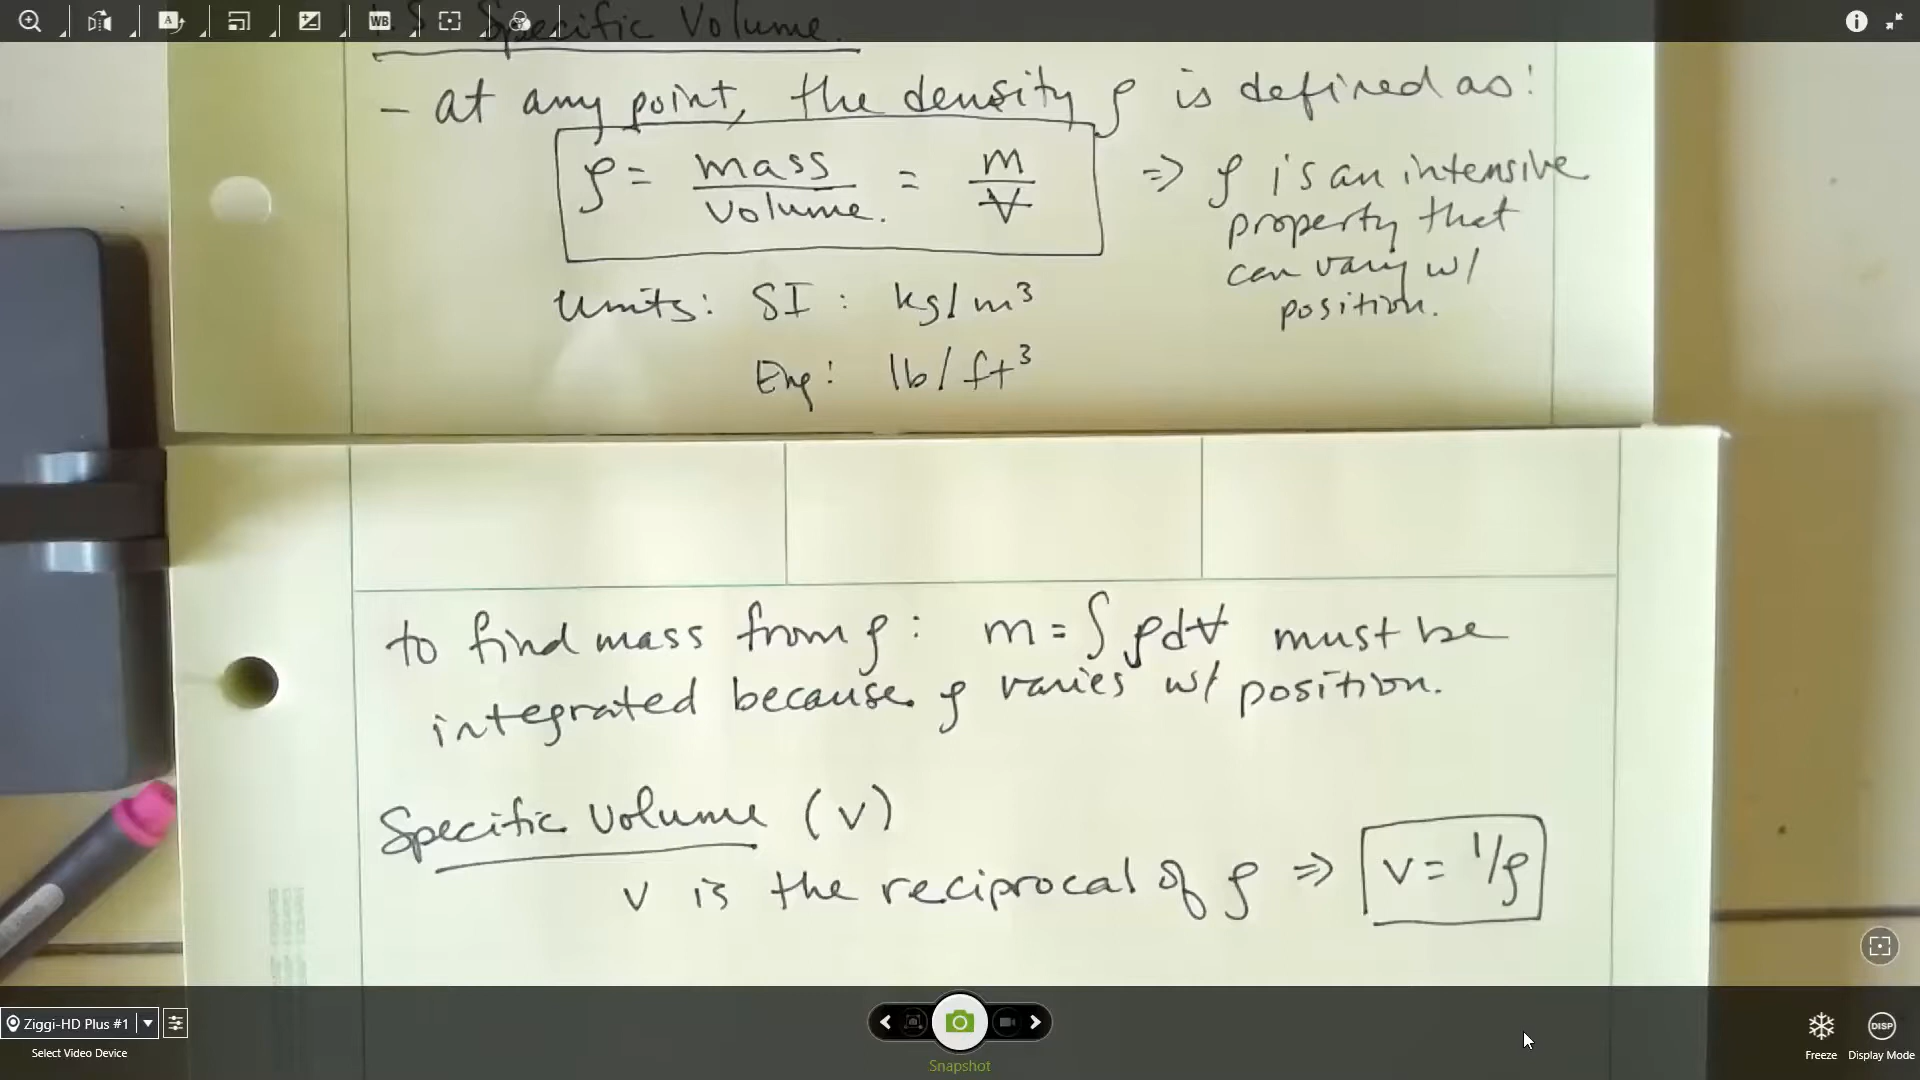 WB
Specific Volume.
- at any point, the density ρ is defined as:
ρ = mass/volume. = m/V
=> ρ is an intensive
property that
can vary w/
position.
Units: SI: kg/m³
Eng: lb/ft³
to find mass from ρ: m = ∫ρdV must be
integrated because ρ varies w/ position.
Specific Volume (v)
v is the reciprocal of ρ => v = 1/ρ
Ziggi-HD Plus #1
Select Video Device
Snapshot
Freeze
DISP
Display Mode